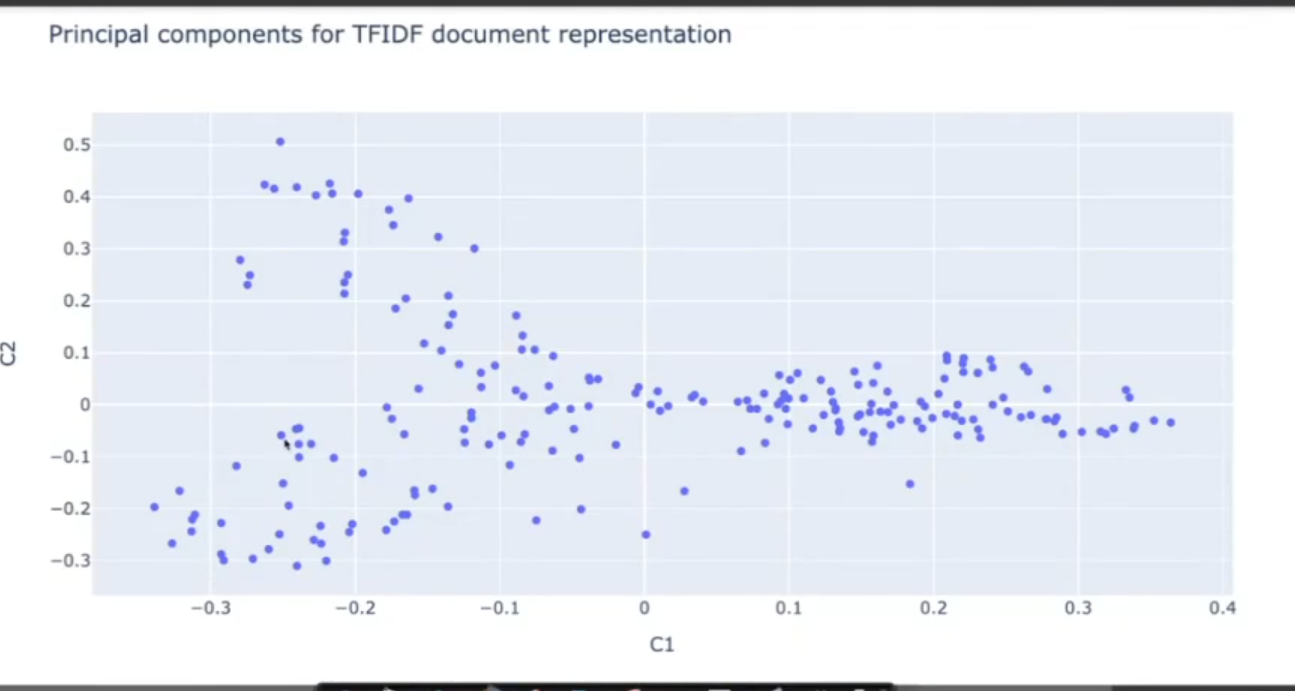 Principal components for TFIDF document representation
0.5
0.4
0.3
0.2
0.1
0
−0.1
−0.2
−0.3
C2
−0.3 −0.2 −0.1 0 0.1 0.2 0.3 0.4
C1